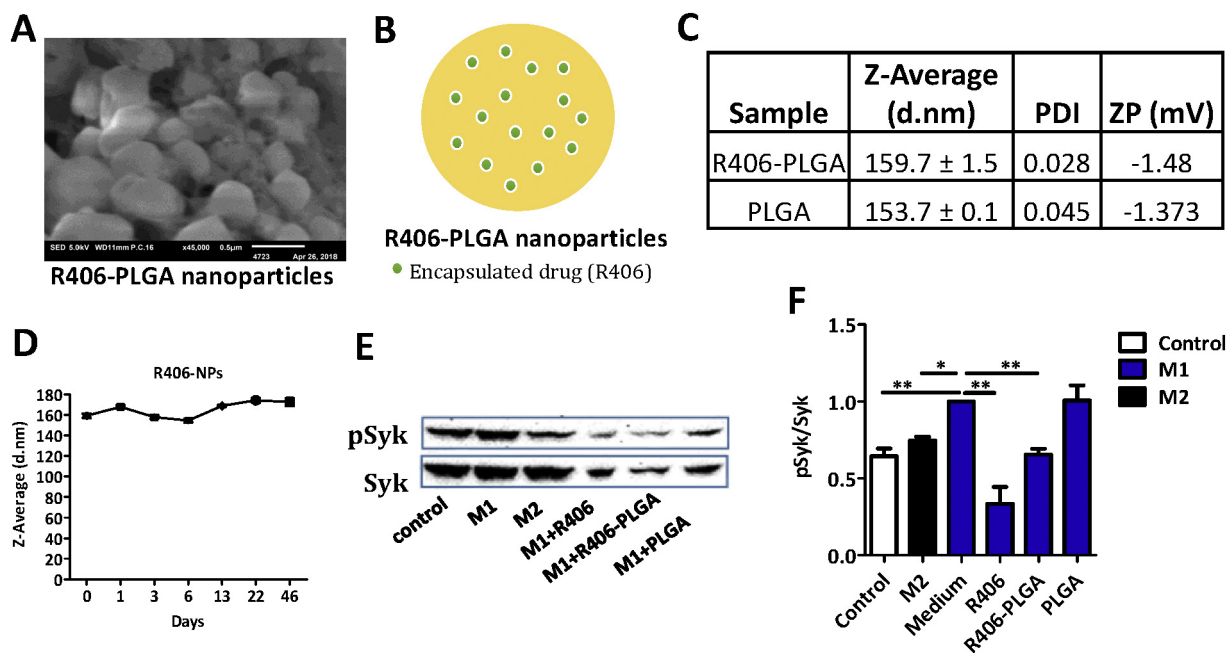 A
SED 5.0kV WD11mm P.C.16 x45,000 0.5µm
4723 Apr 26, 2018
R406-PLGA nanoparticles
B
R406-PLGA nanoparticles
Encapsulated drug (R406)
C
Sample Z-Average (d.nm) PDI ZP (mV)
R406-PLGA 159.7 ± 1.5 0.028 -1.48
PLGA 153.7 ± 0.1 0.045 -1.373
D
R406-NPs
Z-Average (d.nm)
180
160
140
120
100
80
60
40
20
0
0 1 3 6 13 22 46
Days
E
pSyk
Syk
control M1 M2 M1+R406 M1+R406-PLGA M1+PLGA
F
pSyk/Syk
1.5
1.0
0.5
0.0
* **
** **
Control M2 Medium R406 R406-PLGA PLGA
Control
M1
M2